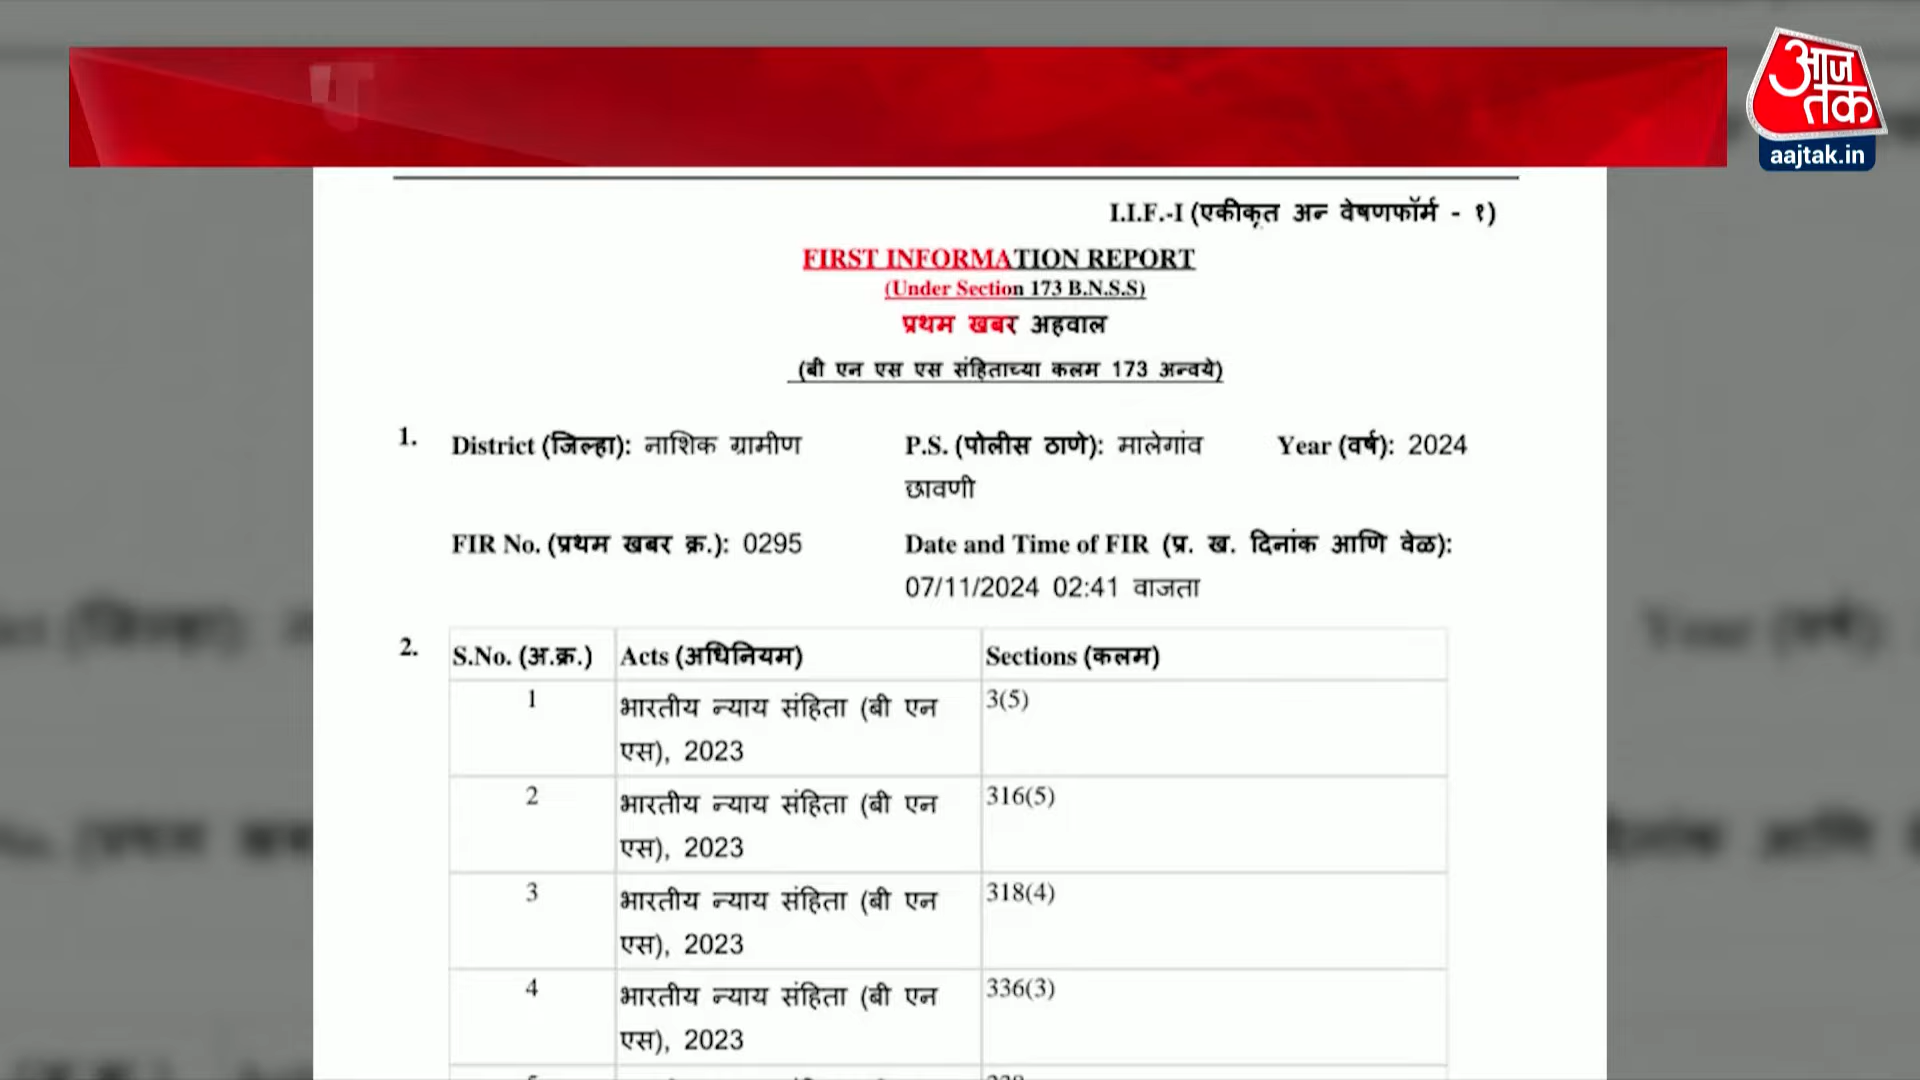 आज
तक
aajtak.in
I.I.F.-I (एकीकृत अन वेषणफॉर्म - १)
FIRST INFORMATION REPORT
(Under Section 173 B.N.S.S)
प्रथम खबर अहवाल
(बी एन एस एस संहिताच्या कलम 173 अन्वये)
1. District (जिल्हा): नाशिक ग्रामीण P.S. (पोलीस ठाणे): मालेगांव Year (वर्ष): 2024
छावणी
FIR No. (प्रथम खबर क्र.): 0295 Date and Time of FIR (प्र. ख. दिनांक आणि वेळ):
07/11/2024 02:41 वाजता
2. S.No. (अ.क्र.) Acts (अधिनियम) Sections (कलम)
1 भारतीय न्याय संहिता (बी एन 3(5)
एस), 2023
2 भारतीय न्याय संहिता (बी एन 316(5)
एस), 2023
3 भारतीय न्याय संहिता (बी एन 318(4)
एस), 2023
4 भारतीय न्याय संहिता (बी एन 336(3)
एस), 2023